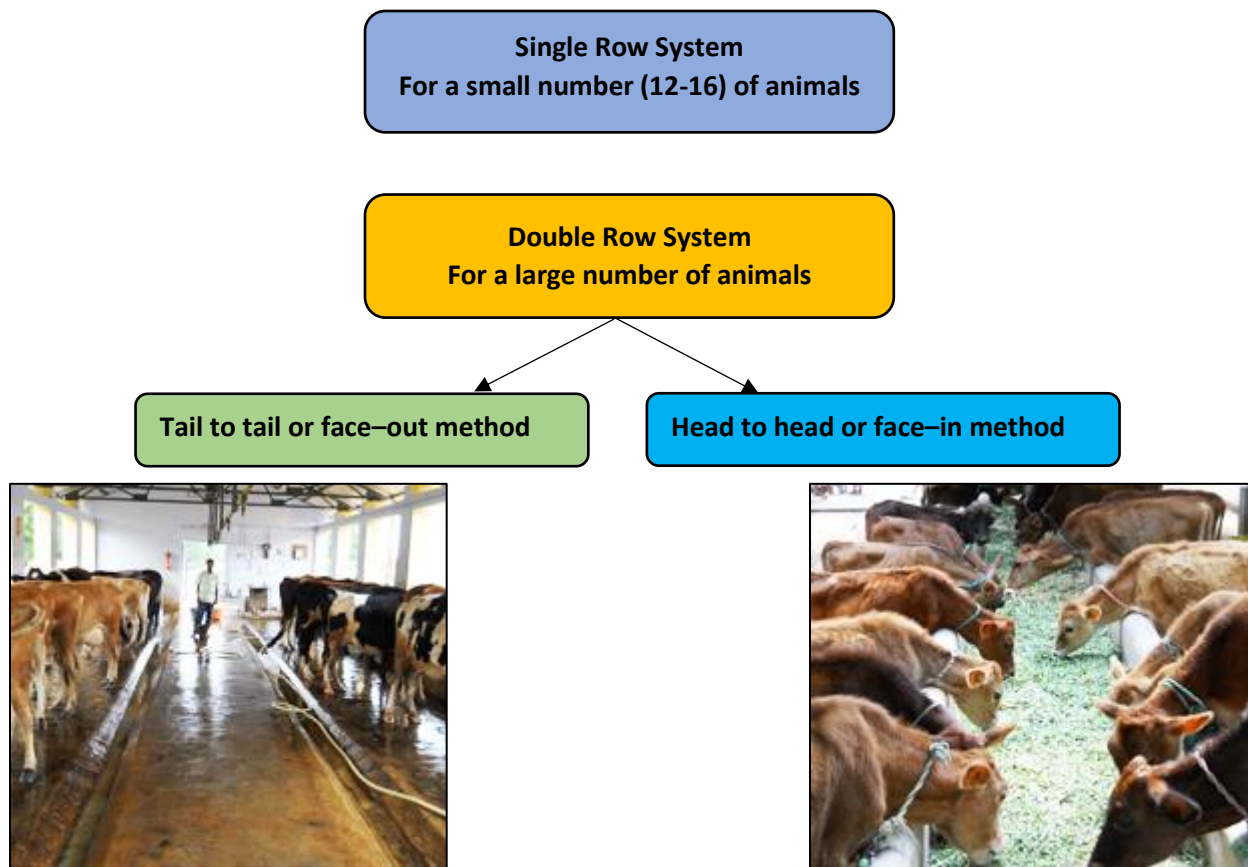 Single Row System
For a small number (12-16) of animals
Double Row System
For a large number of animals
Tail to tail or face–out method
Head to head or face–in method